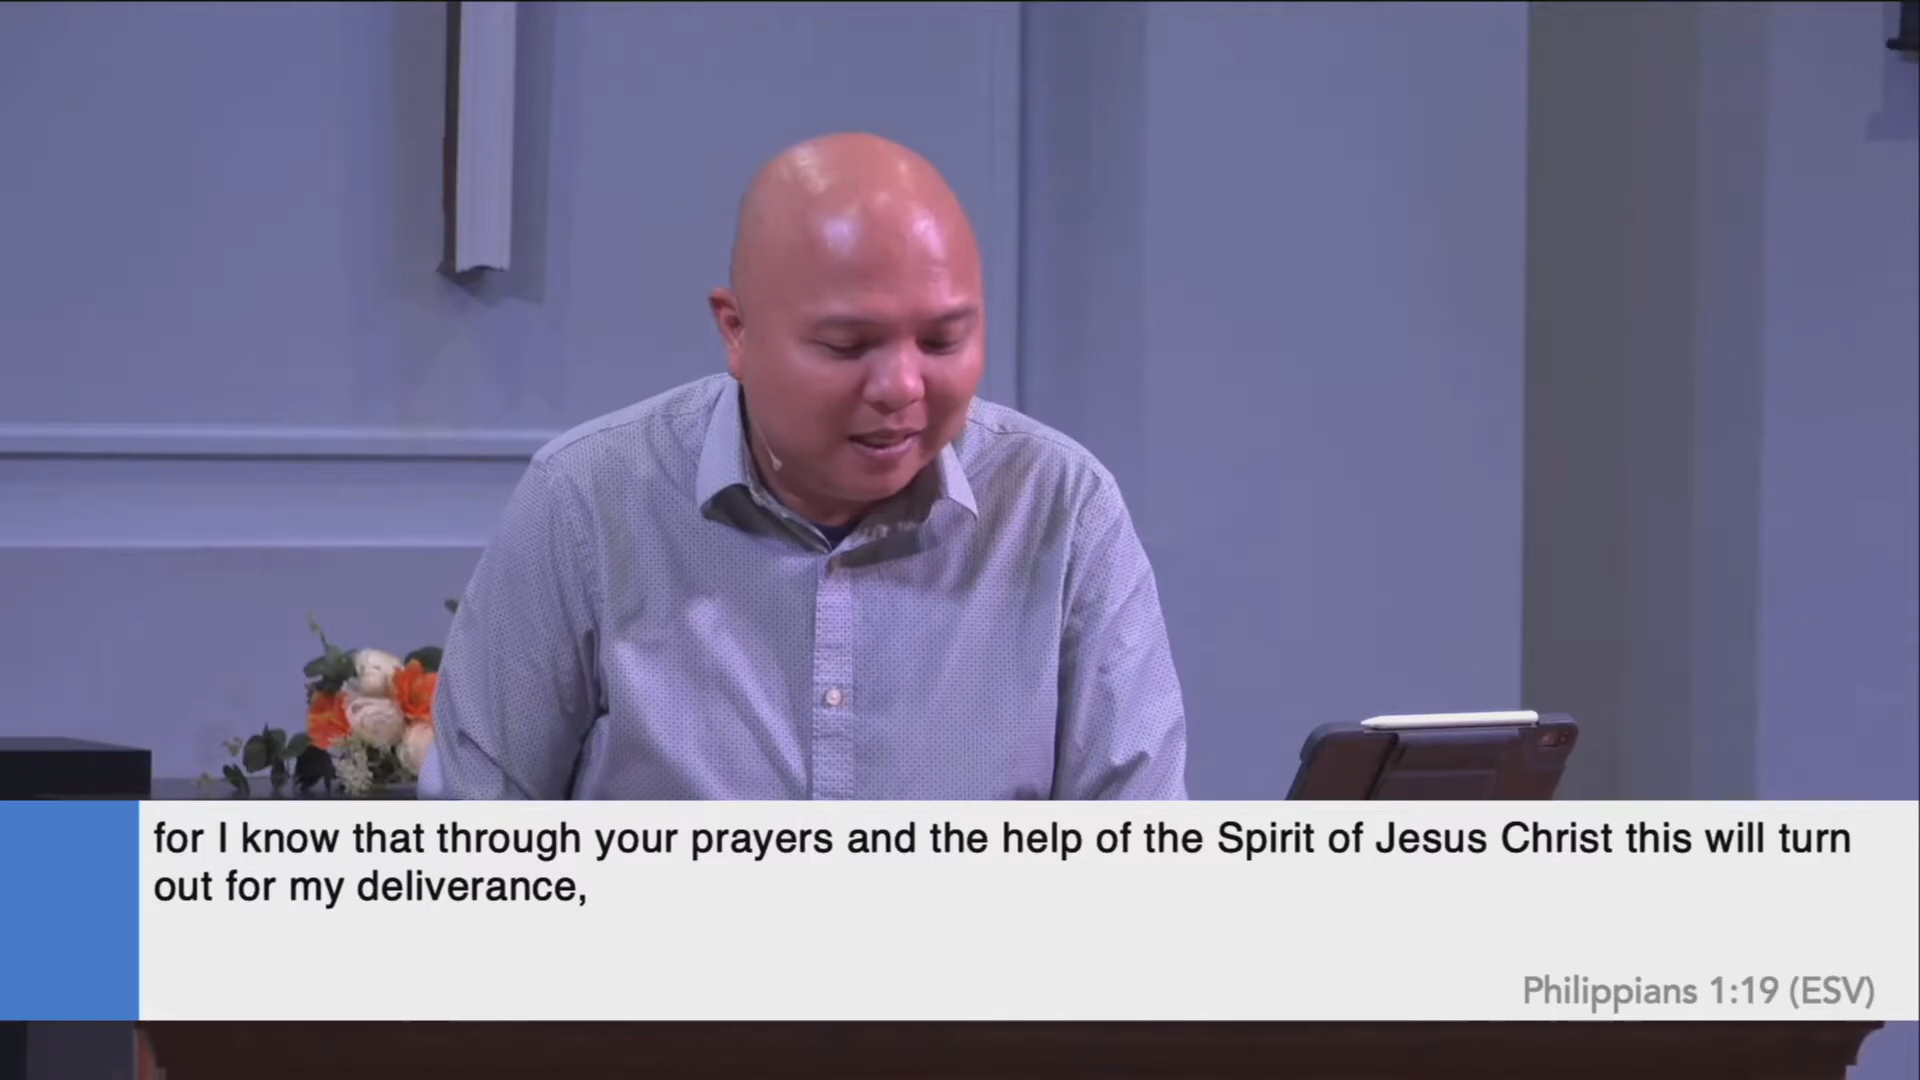 for I know that through your prayers and the help of the Spirit of Jesus Christ this will turn
out for my deliverance,
Philippians 1:19 (ESV)